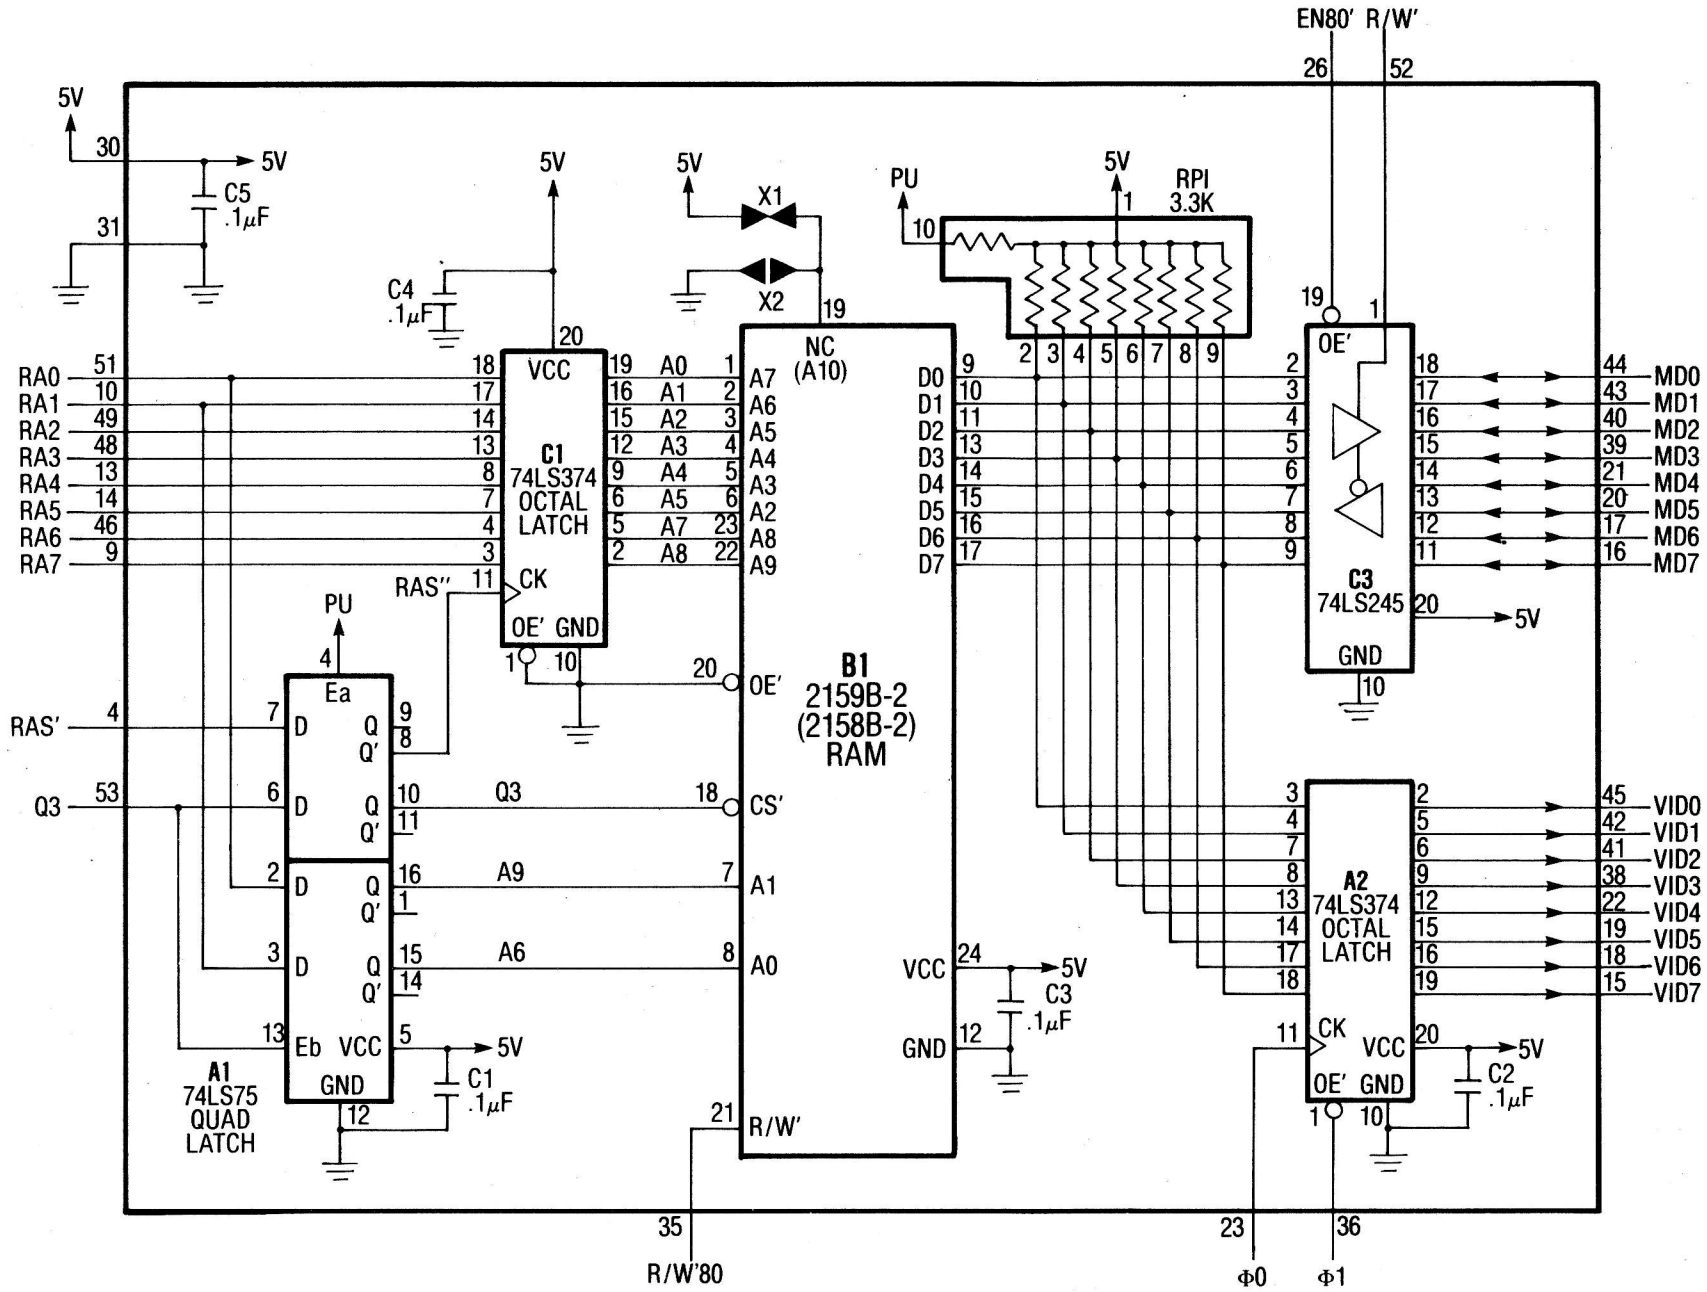 EN80' R/W'
26 52
5V
30 5V
C5
.1µF
31
5V
C4
.1µF
20
5V
X1
X2
19
PU
10
5V
1
RPI
3.3K
2 3 4 5 6 7 8 9
19 1
RA0 51 18 VCC 19 A0 1 A7
RA1 10 17 16 A1 2 A6
RA2 49 14 15 A2 3 A5
RA3 48 13 12 A3 4 A4
RA4 13 8 9 A4 5 A3
RA5 14 7 6 A5 6 A2
RA6 46 4 5 A7 23 A8
RA7 9 3 2 A8 22 A9
C1
74LS374
OCTAL
LATCH
RAS'' 11 CK
OE' GND
1 10
NC
(A10)
D0 9 2 18 44 MD0
D1 10 3 17 43 MD1
D2 11 4 16 40 MD2
D3 13 5 15 39 MD3
D4 14 6 14 21 MD4
D5 15 7 13 20 MD5
D6 16 8 12 17 MD6
D7 17 9 11 16 MD7
OE'
C3
74LS245
20 5V
GND
10
PU
4
Ea
RAS' 4 7 D Q 9
Q' 8
Q3 53 6 D Q 10 Q3 18 CS'
Q' 11
2 D Q 16 A9 7 A1
Q' 1
3 D Q 15 A6 8 A0
Q' 14
13 Eb VCC 5 5V
GND
12
C1
.1µF
A1
74LS75
QUAD
LATCH
20 OE'
B1
2159B-2
(2158B-2)
RAM
VCC 24 5V
C3
.1µF
GND 12
21 R/W'
35
R/W'80
3 2 45 VID0
4 5 42 VID1
7 6 41 VID2
8 9 38 VID3
13 12 22 VID4
14 15 19 VID5
17 16 18 VID6
18 19 15 VID7
A2
74LS374
OCTAL
LATCH
11 CK VCC 20 5V
OE' GND
1 10
C2
.1µF
23 36
Φ0 Φ1